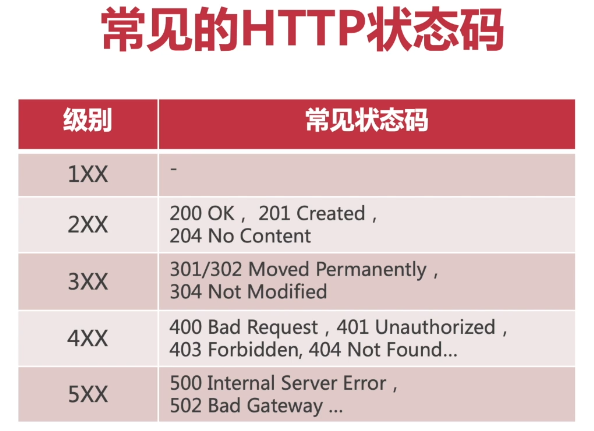 常见的HTTP状态码
级别 常见状态码
1XX -
2XX 200 OK， 201 Created，
204 No Content
3XX 301/302 Moved Permanently，
304 Not Modified
4XX 400 Bad Request，401 Unauthorized，
403 Forbidden, 404 Not Found...
5XX 500 Internal Server Error，
502 Bad Gateway ...